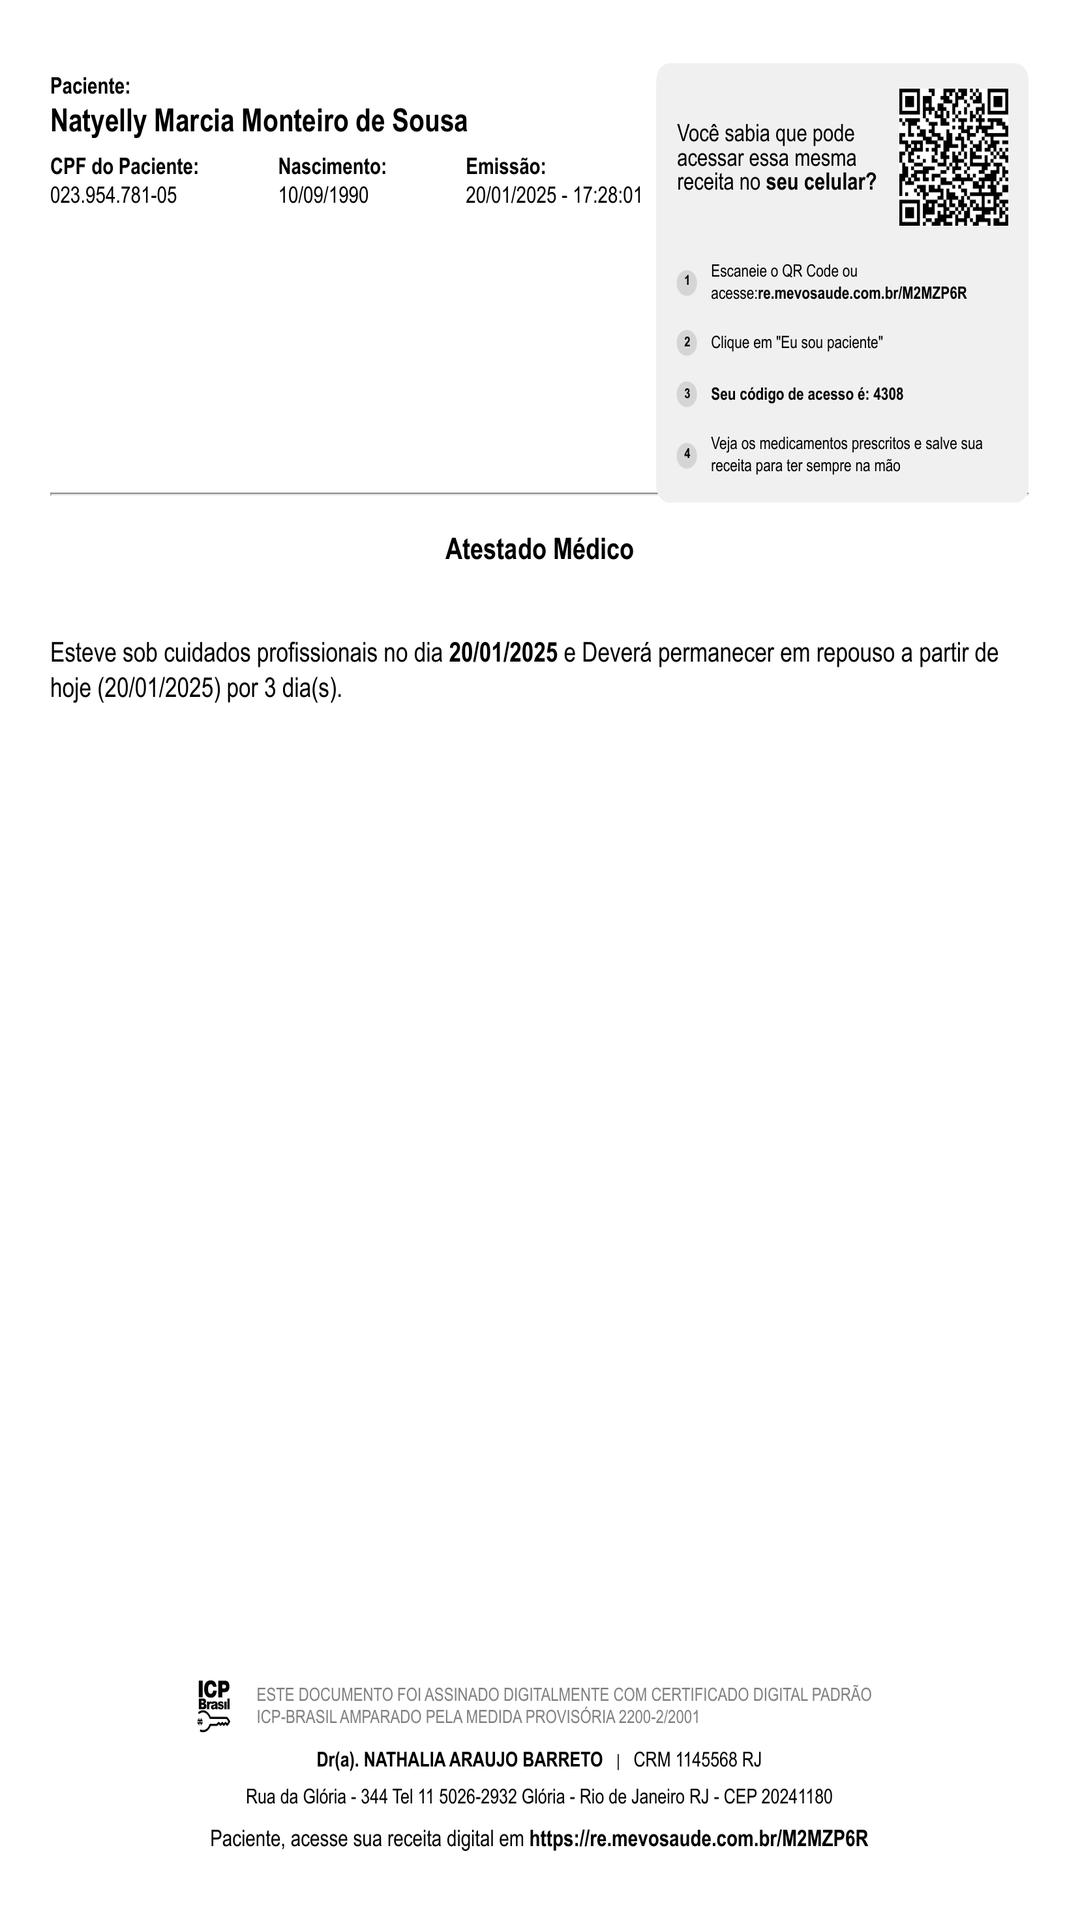 Paciente:
Natyelly Marcia Monteiro de Sousa
CPF do Paciente: Nascimento: Emissão:
023.954.781-05 10/09/1990 20/01/2025 - 17:28:01
Você sabia que pode
acessar essa mesma
receita no seu celular?
1 Escaneie o QR Code ou
acesse:re.mevosaude.com.br/M2MZP6R
2 Clique em "Eu sou paciente"
3 Seu código de acesso é: 4308
4 Veja os medicamentos prescritos e salve sua
receita para ter sempre na mão
Atestado Médico
Esteve sob cuidados profissionais no dia 20/01/2025 e Deverá permanecer em repouso a partir de
hoje (20/01/2025) por 3 dia(s).
ICP
Brasil
ESTE DOCUMENTO FOI ASSINADO DIGITALMENTE COM CERTIFICADO DIGITAL PADRÃO
ICP-BRASIL AMPARADO PELA MEDIDA PROVISÓRIA 2200-2/2001
Dr(a). NATHALIA ARAUJO BARRETO | CRM 1145568 RJ
Rua da Glória - 344 Tel 11 5026-2932 Glória - Rio de Janeiro RJ - CEP 20241180
Paciente, acesse sua receita digital em https://re.mevosaude.com.br/M2MZP6R